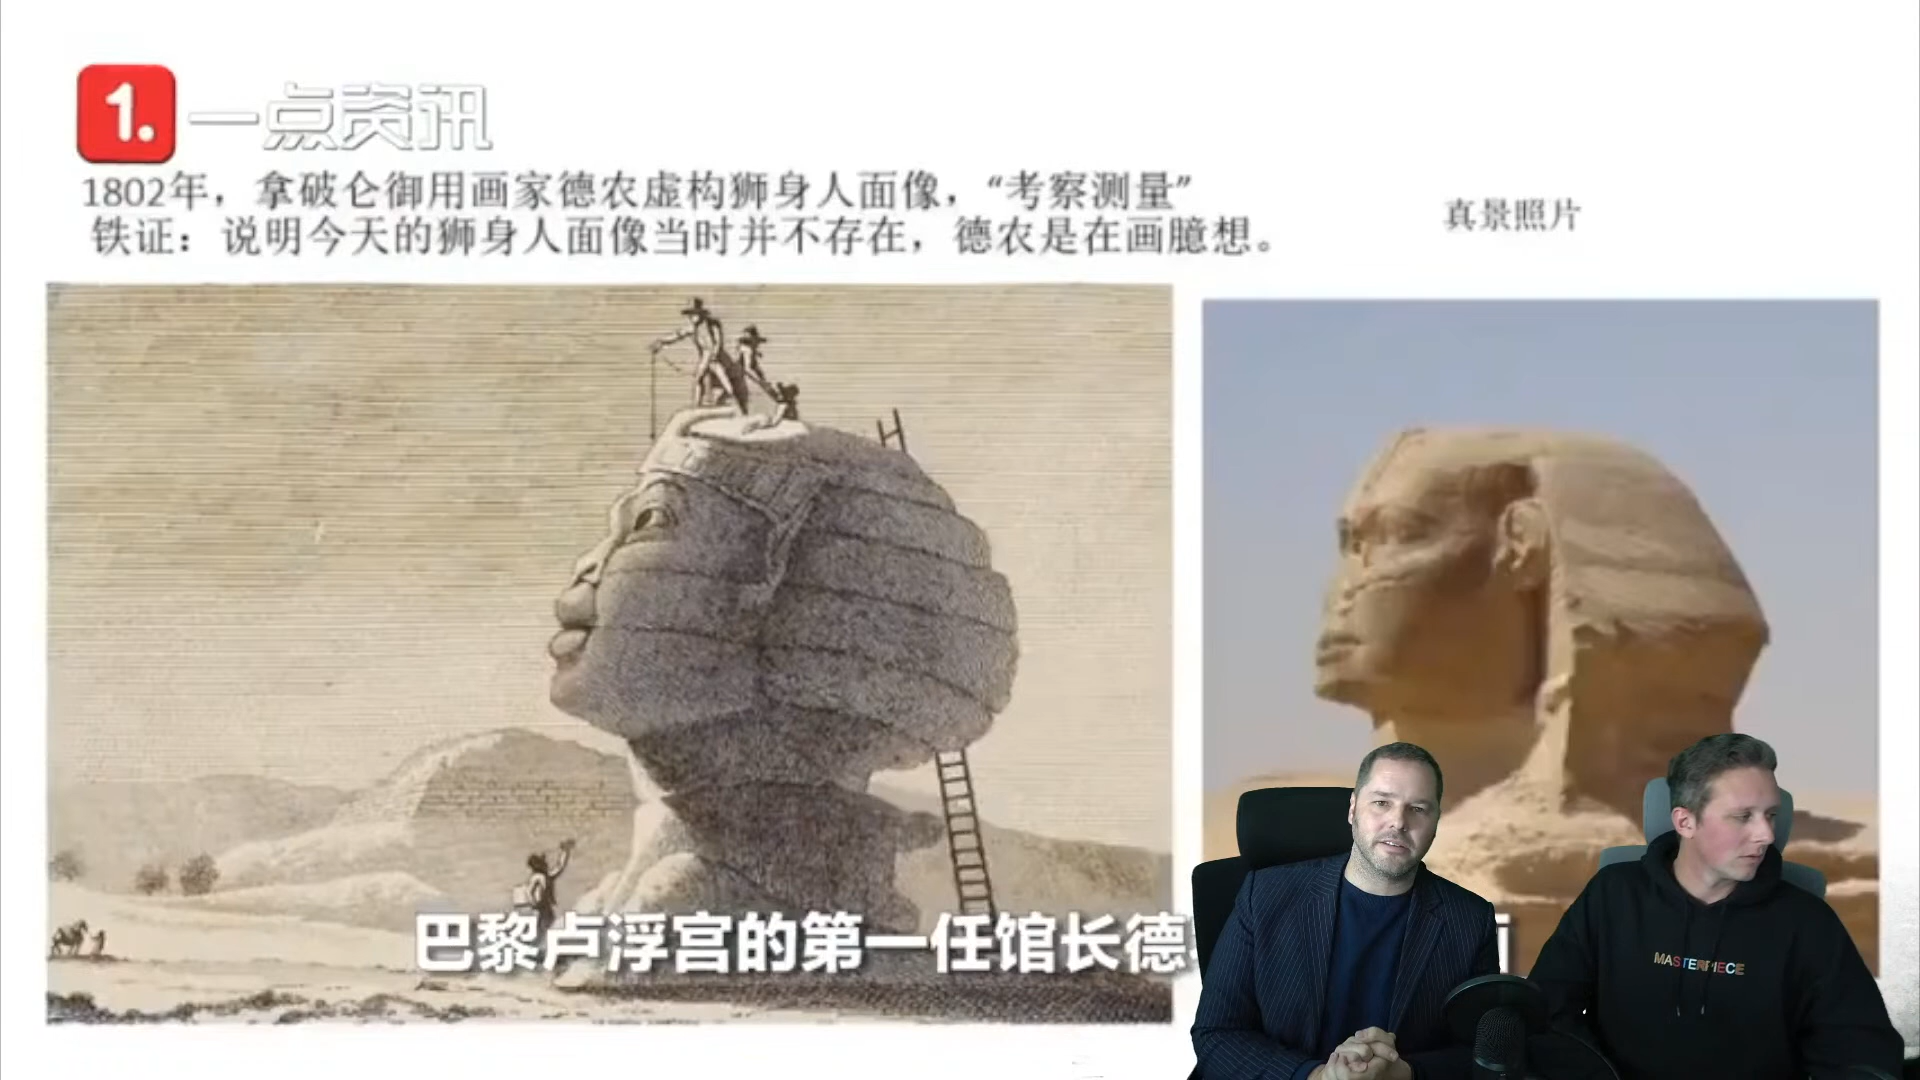 1. 一点资讯
1802年，拿破仑御用画家德农虚构狮身人面像，“考察测量”
铁证：说明今天的狮身人面像当时并不存在，德农是在画臆想。
真景照片
巴黎卢浮宫的第一任馆长德
MASTERPIECE